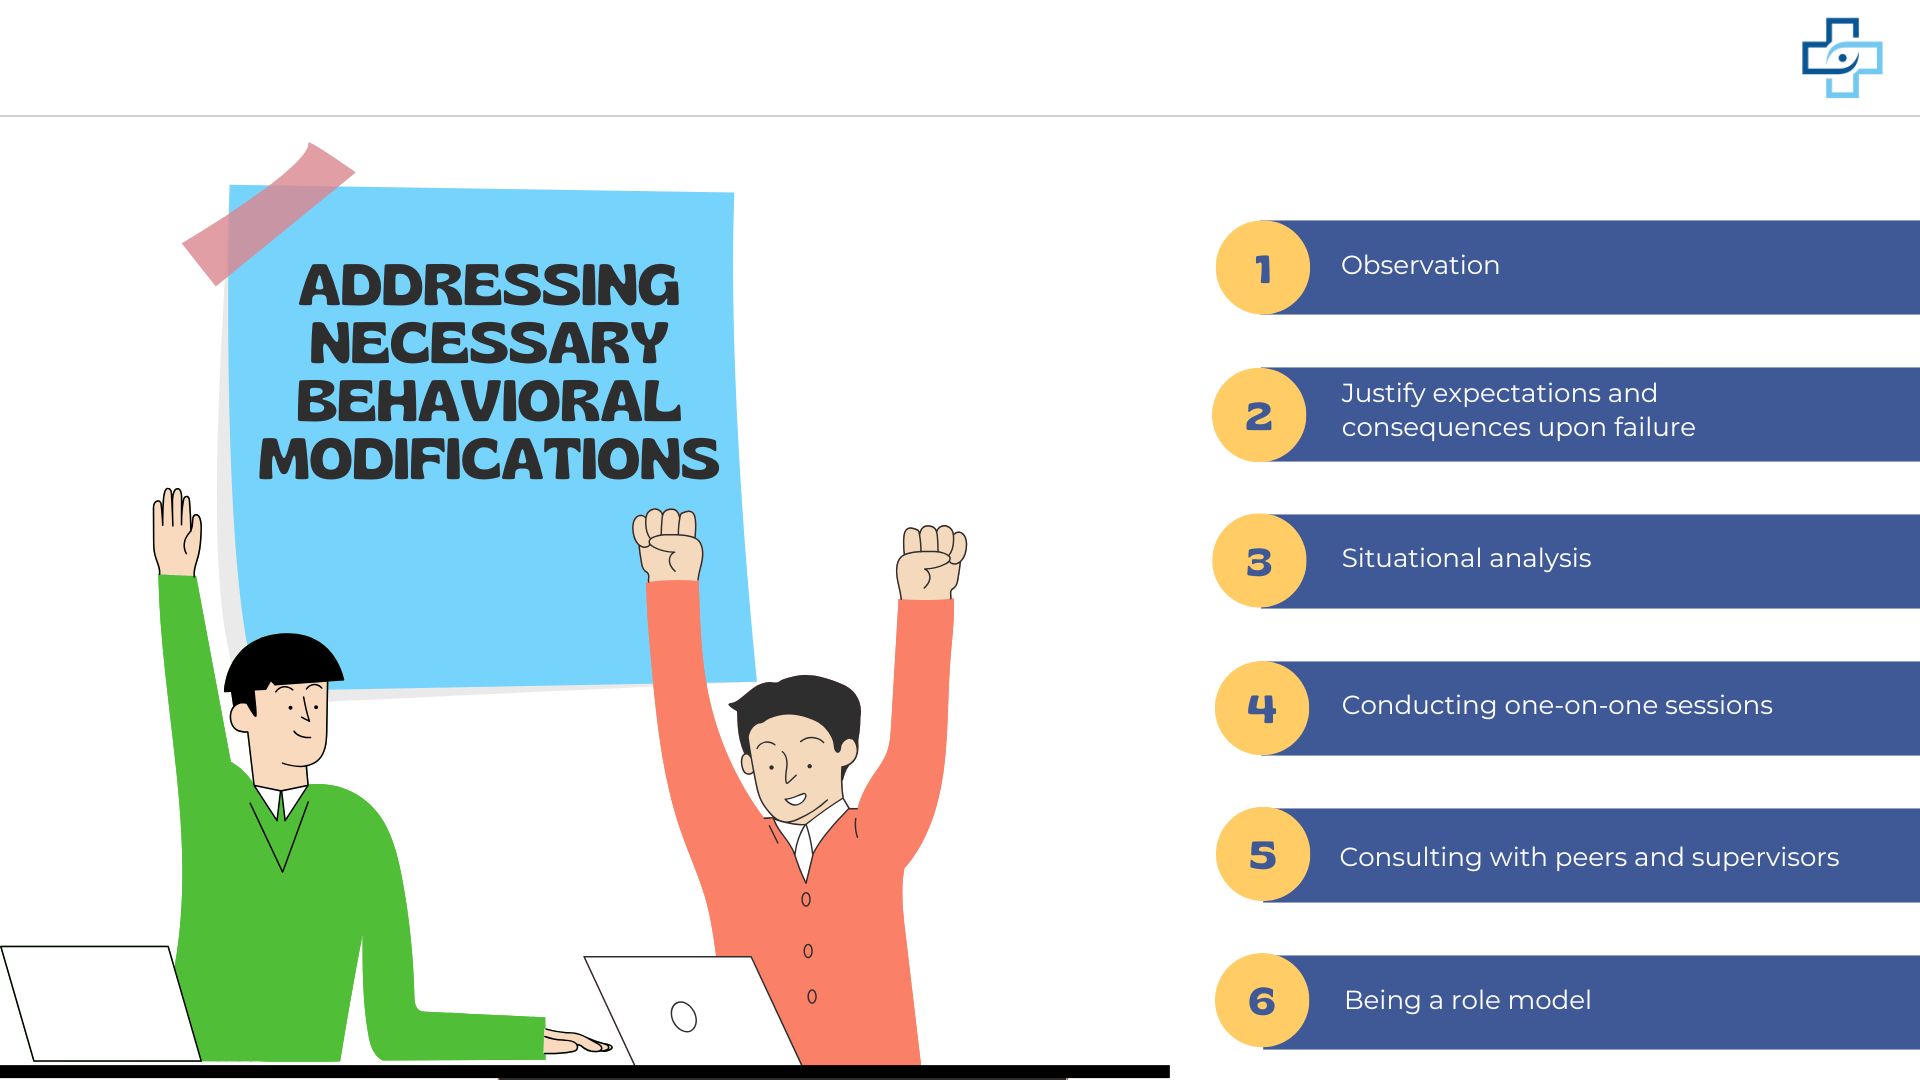 ADDRESSING
NECESSARY
BEHAVIORAL
MODIFICATIONS
1
Observation
2
Justify expectations and
consequences upon failure
3
Situational analysis
4
Conducting one-on-one sessions
5
Consulting with peers and supervisors
6
Being a role model